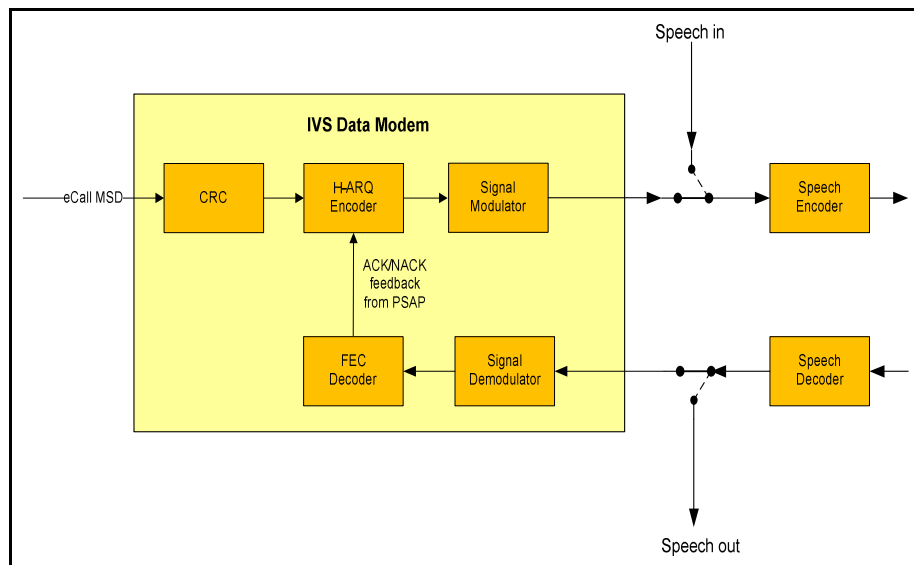 Speech in
IVS Data Modem
eCall MSD
CRC
H-ARQ
Encoder
Signal
Modulator
Speech
Encoder
ACK/NACK
feedback
from PSAP
FEC
Decoder
Signal
Demodulator
Speech
Decoder
Speech out